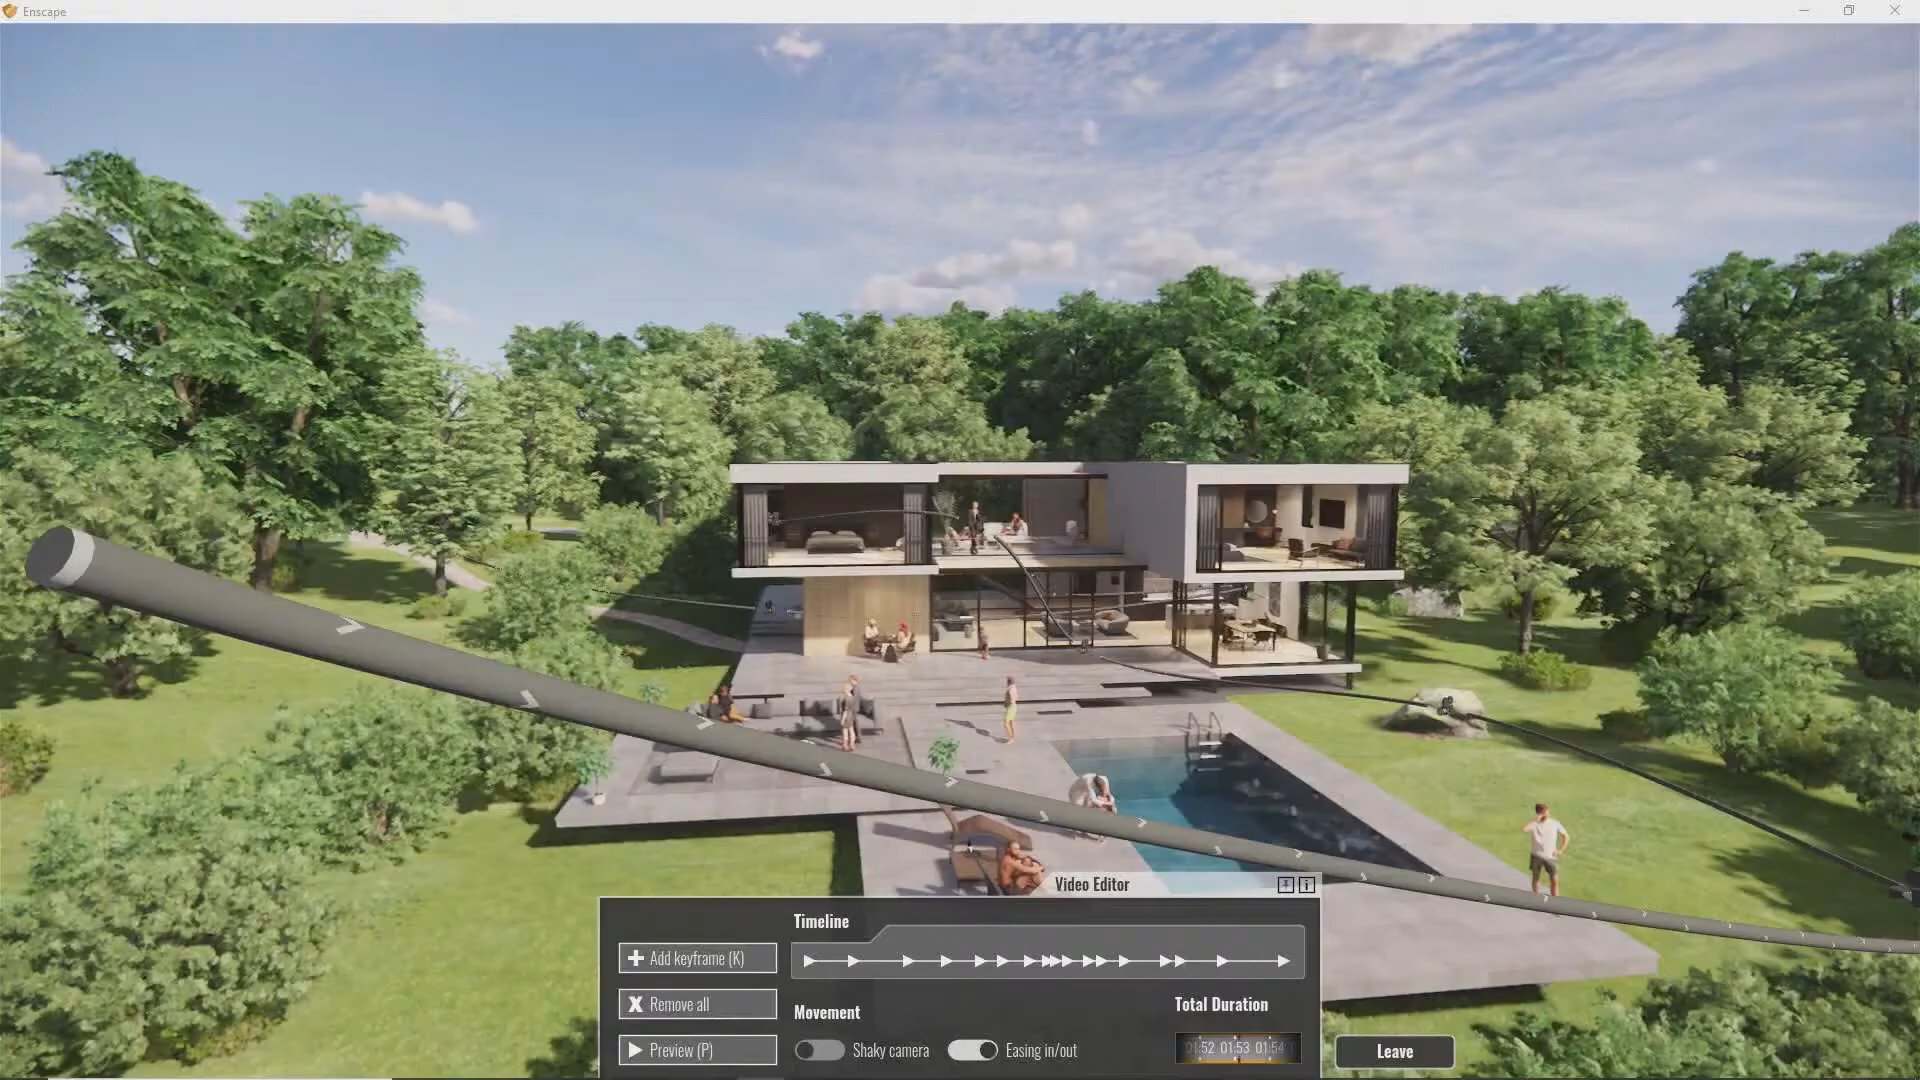 Enscape
Video Editor
Timeline
Add keyframe (K)
Remove all
Preview (P)
Movement
Shaky camera
Easing in/out
Total Duration
01:52 01:53 01:54
Leave